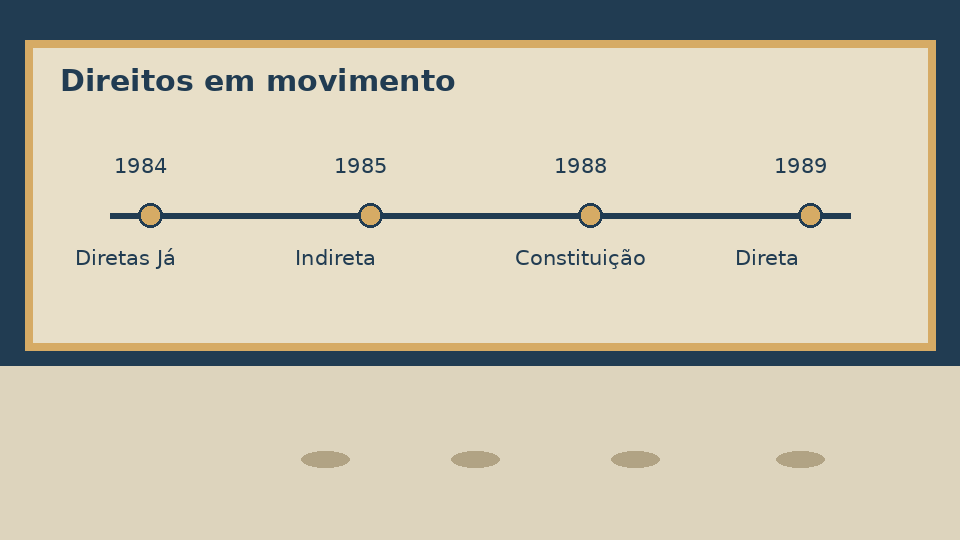 Direitos em movimento
1984 1985 1988 1989
Diretas Já Indireta Constituição Direta